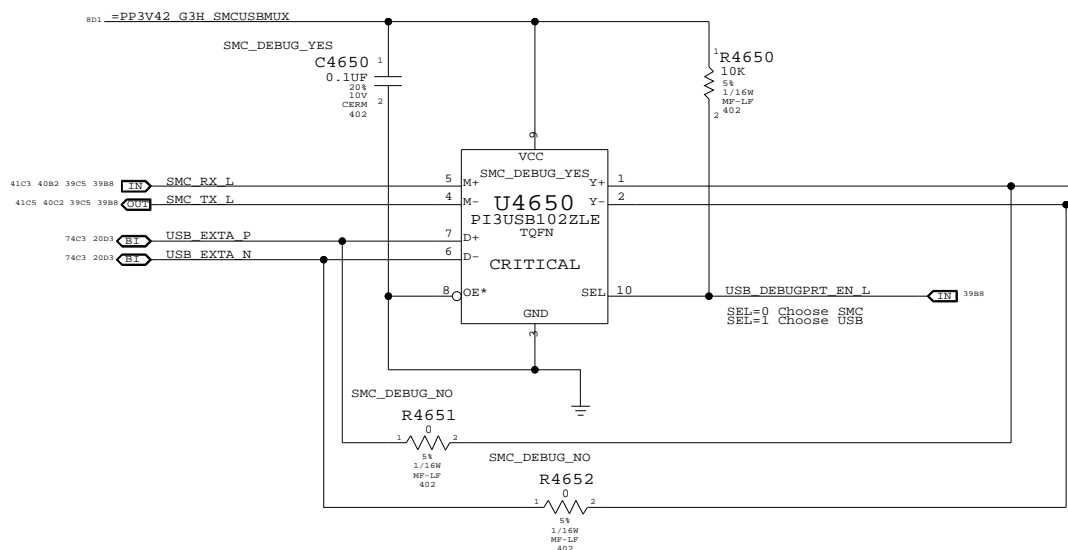 8D1 =PP3V42_G3H_SMCUSBMUX
SMC_DEBUG_YES
C4650 1
0.1UF
20%
10V
CERM
402
2
1 R4650
10K
5%
1/16W
MF-LF
402
2
9
VCC
SMC_DEBUG_YES
U4650
PI3USB102ZLE
TQFN
CRITICAL
41C3 40B2 39C5 39B8 IN SMC_RX_L 5 M+ Y+ 1
41C5 40C2 39C5 39B8 OUT SMC_TX_L 4 M- Y- 2
74C3 20D3 BI USB_EXTA_P 7 D+
74C3 20D3 BI USB_EXTA_N 6 D-
8 OE* SEL 10 USB_DEBUGPRT_EN_L IN 39B8
SEL=0 Choose SMC
SEL=1 Choose USB
GND
3
SMC_DEBUG_NO
R4651
0
1 2
5%
1/16W
MF-LF
402
SMC_DEBUG_NO
R4652
0
1 2
5%
1/16W
MF-LF
402